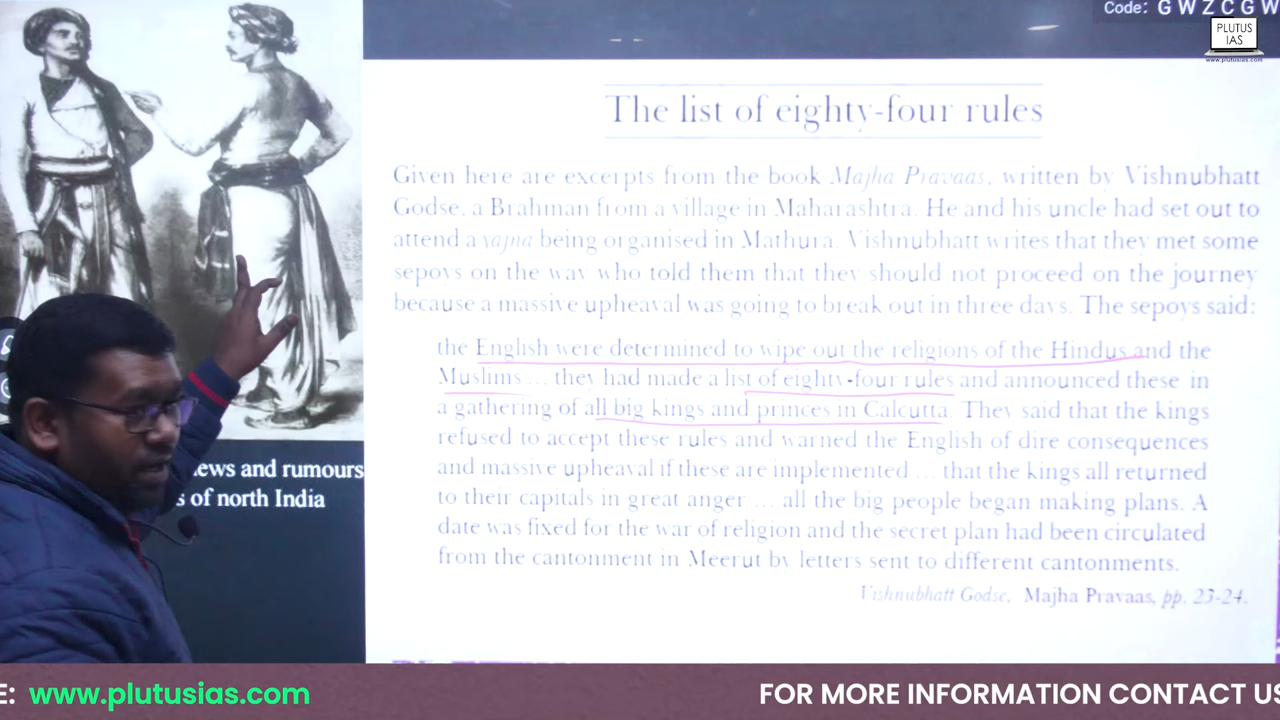 Code: G W Z C G W
PLUTUS
IAS
www.plutusias.com
The list of eighty-four rules
Given here are excerpts from the book Majha Pravaas, written by Vishnubhatt
Godse, a Brahman from a village in Maharashtra. He and his uncle had set out to
attend a yajna being organised in Mathura. Vishnubhatt writes that they met some
sepoys on the way who told them that they should not proceed on the journey
because a massive upheaval was going to break out in three days. The sepoys said:
the English were determined to wipe out the religions of the Hindus and the
Muslims ... they had made a list of eighty-four rules and announced these in
a gathering of all big kings and princes in Calcutta. They said that the kings
refused to accept these rules and warned the English of dire consequences
and massive upheaval if these are implemented ... that the kings all returned
to their capitals in great anger ... all the big people began making plans. A
date was fixed for the war of religion and the secret plan had been circulated
from the cantonment in Meerut by letters sent to different cantonments.
Vishnubhatt Godse, Majha Pravaas, pp. 23-24.
ews and rumours
s of north India
E: www.plutusias.com
FOR MORE INFORMATION CONTACT US